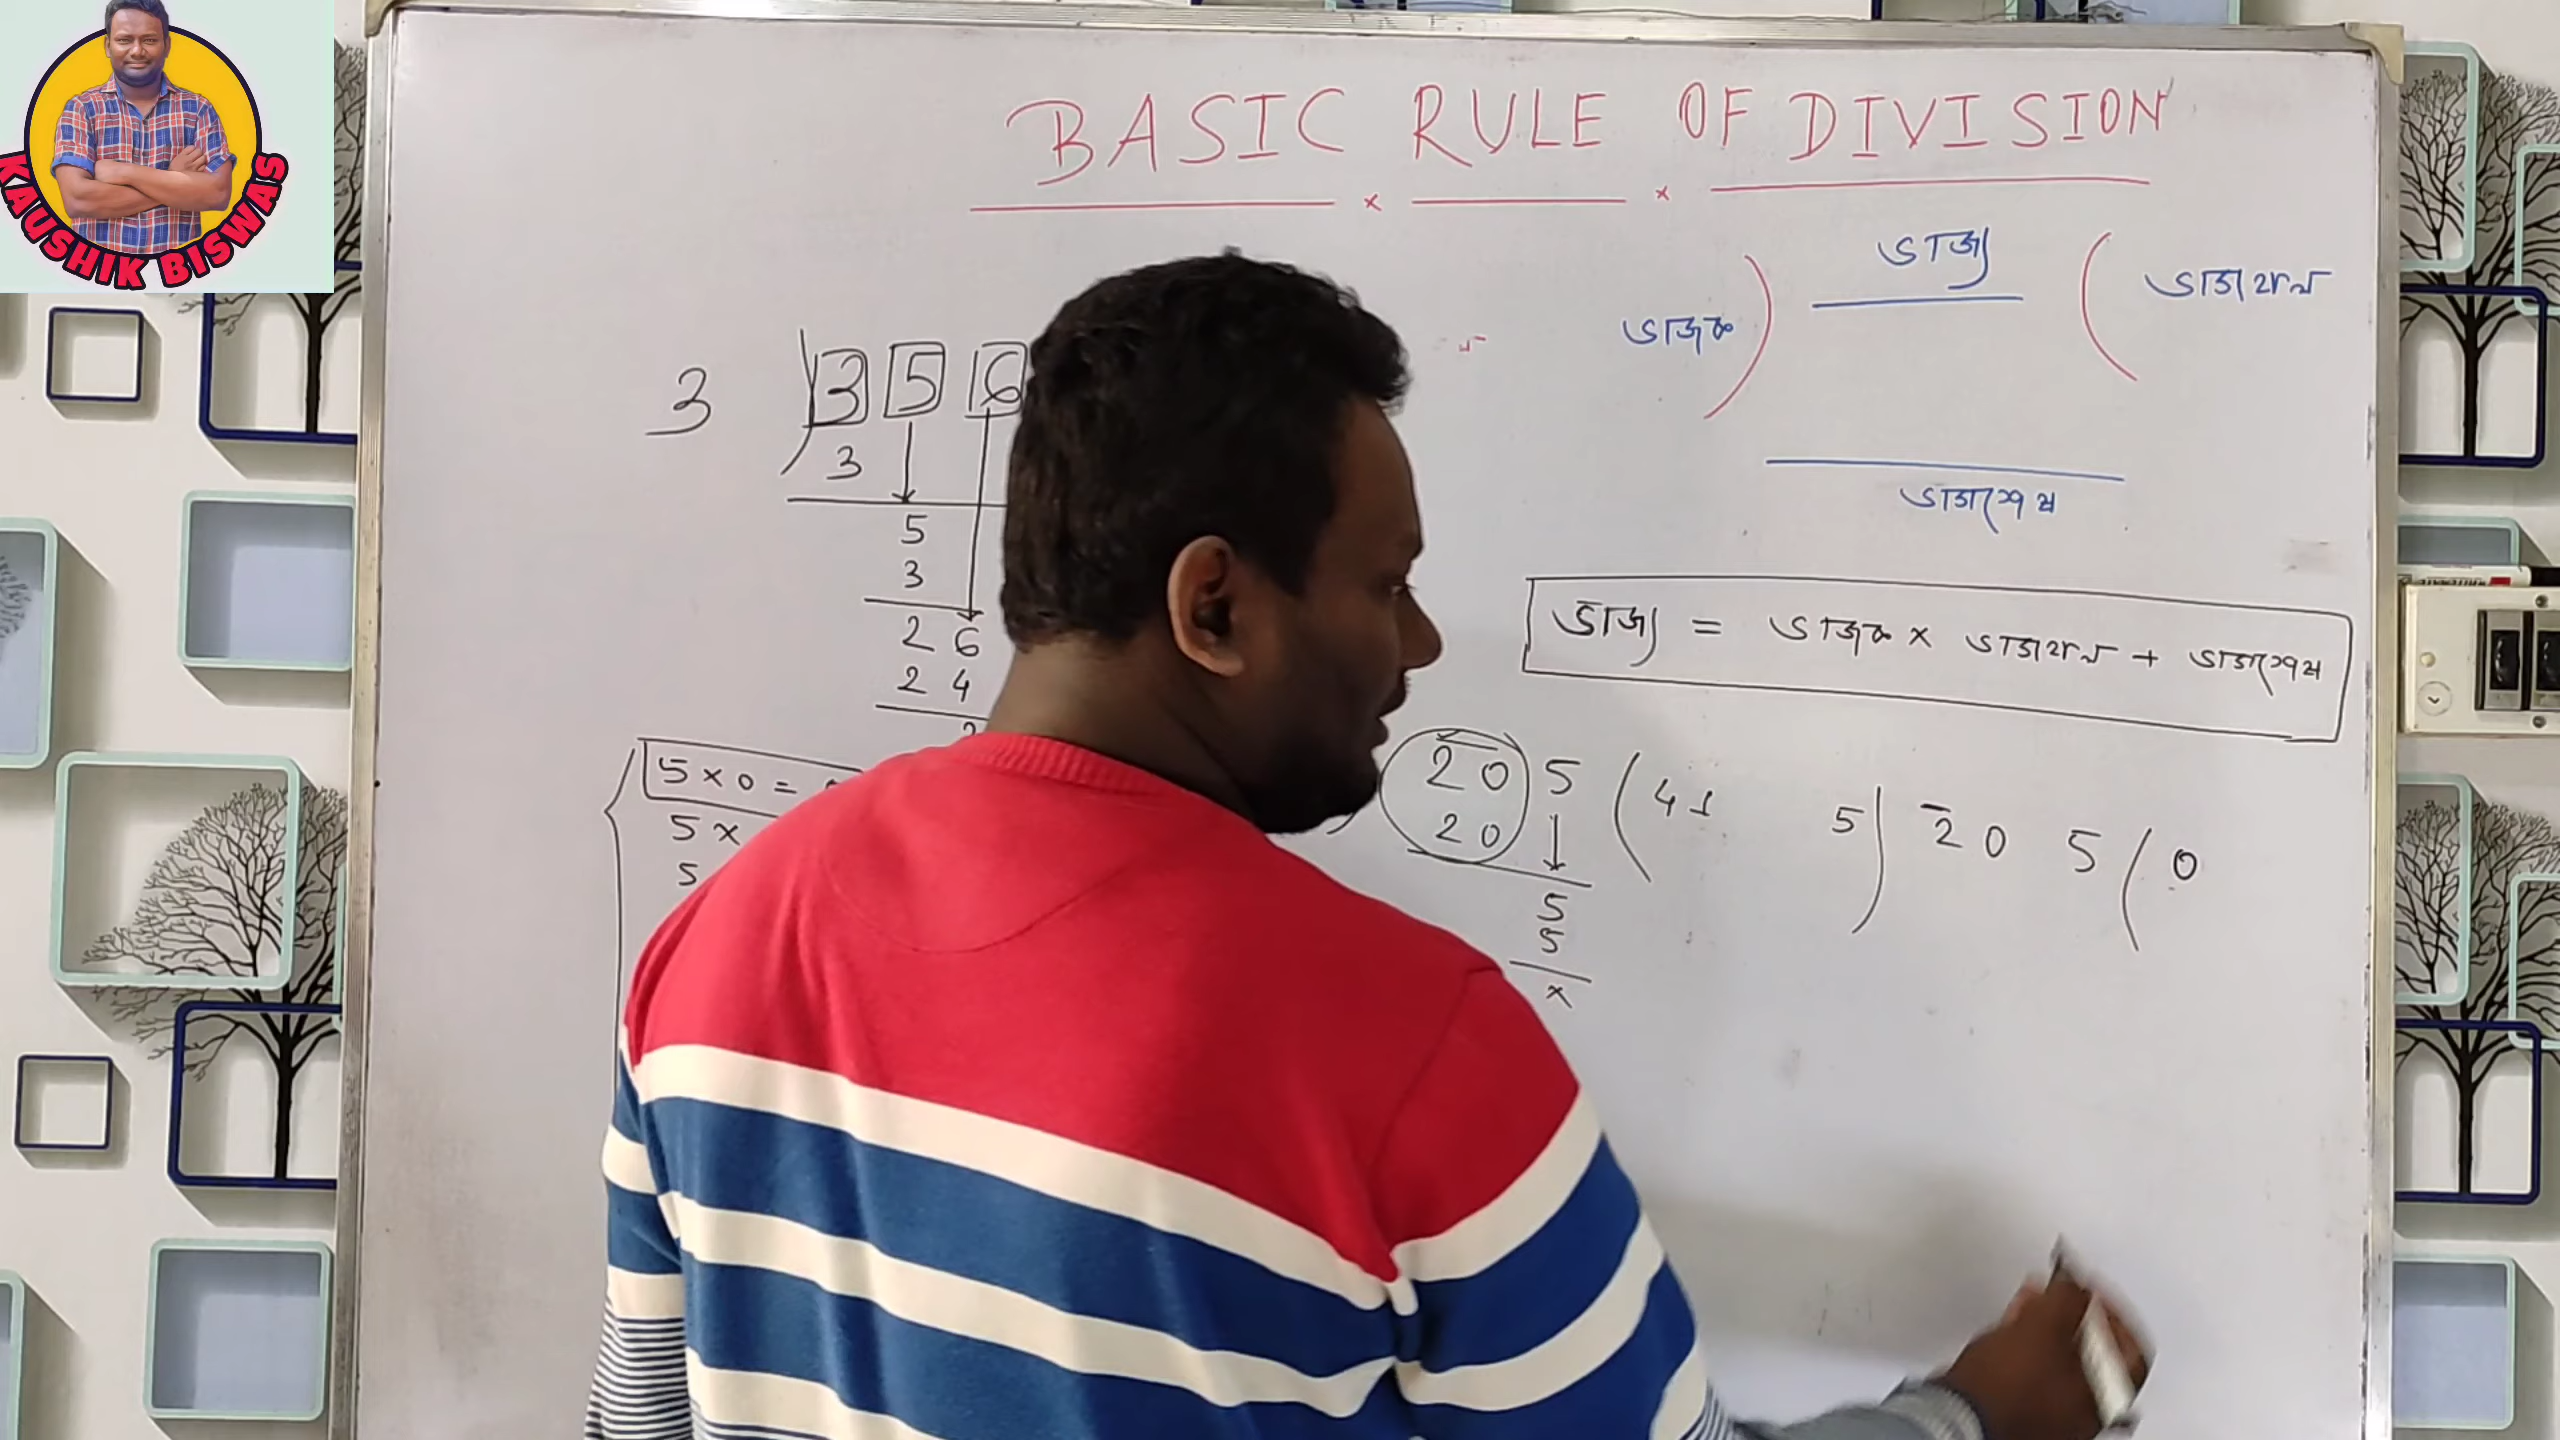 KAUSHIK BISWAS
BASIC RULE OF DIVISION
ভাজক ) ভাজ্য ( ভাগফল
ভাগশেষ
3 ) 3 5 6
3
5
3
2 6
2 4
2
ভাজ্য = ভাজক × ভাগফল + ভাগশেষ
5 × 0 =
5 ×
5
) 2 0 5 ( 4 1
2 0
5
5
×
5 ) 2 0 5 ( 0